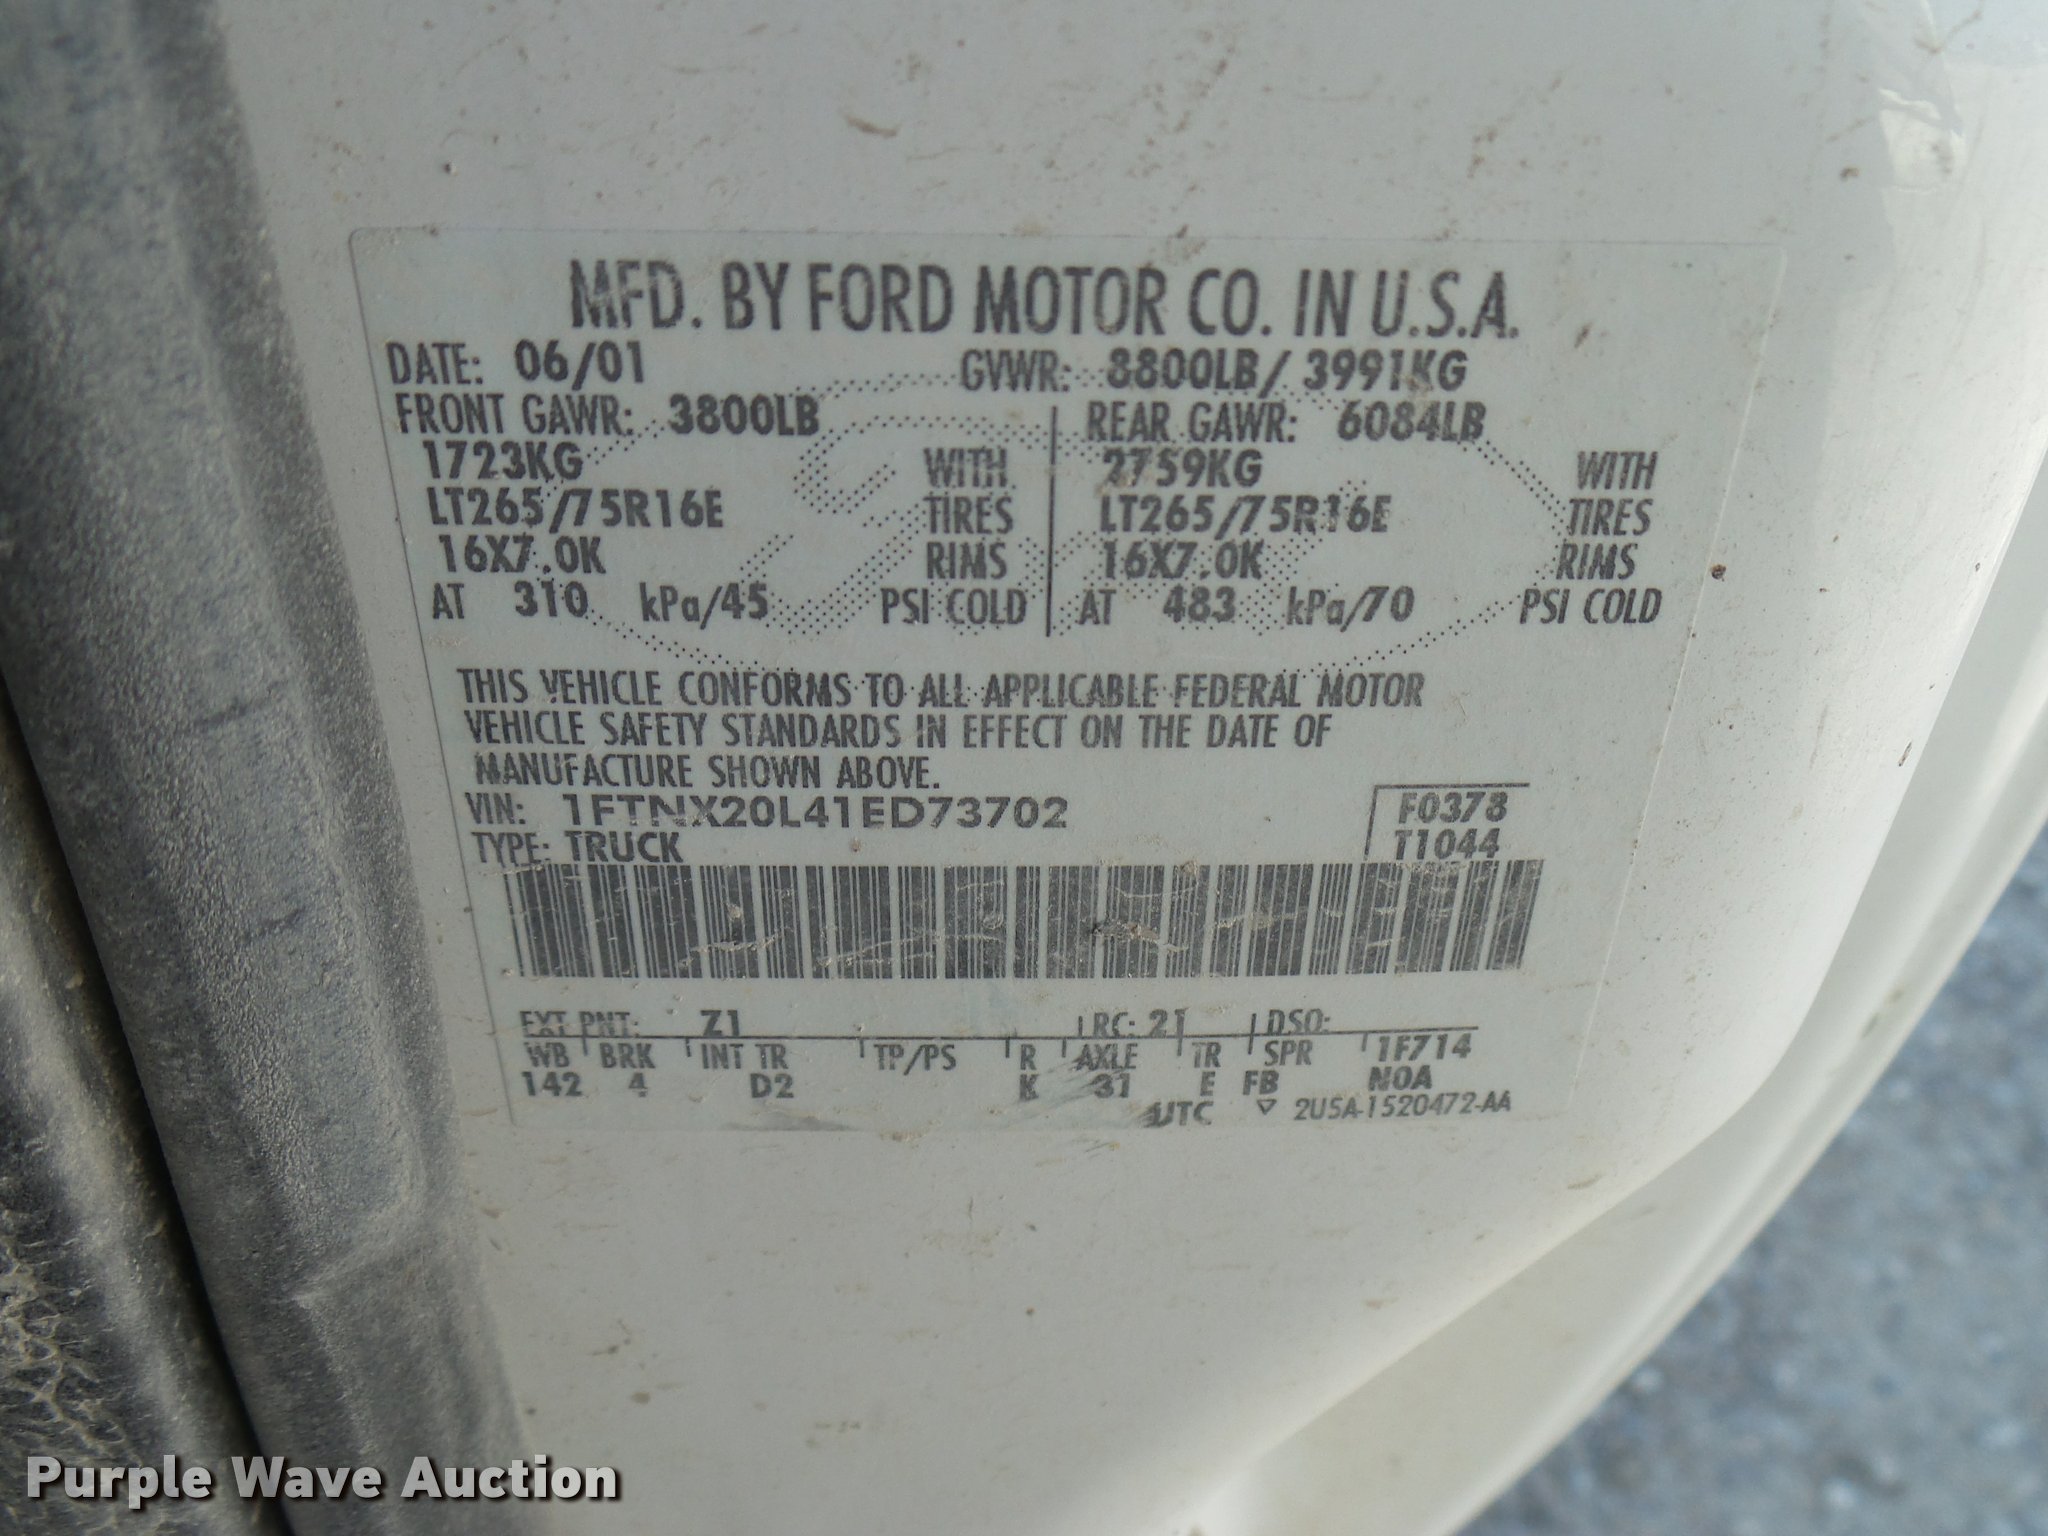 MFD. BY FORD MOTOR CO. IN U.S.A.
DATE: 06/01 GVWR: 8800LB/ 3991KG
FRONT GAWR: 3800LB REAR GAWR: 6084LB
1723KG WITH 2759KG WITH
LT265/75R16E TIRES LT265/75R16E TIRES
16X7.0K RIMS 16X7.0K RIMS
AT 310 kPa/45 PSI COLD AT 483 kPa/70 PSI COLD
THIS VEHICLE CONFORMS TO ALL APPLICABLE FEDERAL MOTOR
VEHICLE SAFETY STANDARDS IN EFFECT ON THE DATE OF
MANUFACTURE SHOWN ABOVE.
VIN: 1FTNX20L41ED73702 F0378
TYPE: TRUCK T1044
EXT PNT: Z1 RC: 21 DSO:
WB BRK INT TR TP/PS R AXLE TR SPR 1F714
142 4 D2 K 31 E FB N0A
UTC ▽ 2U5A-1520472-AA
Purple Wave Auction